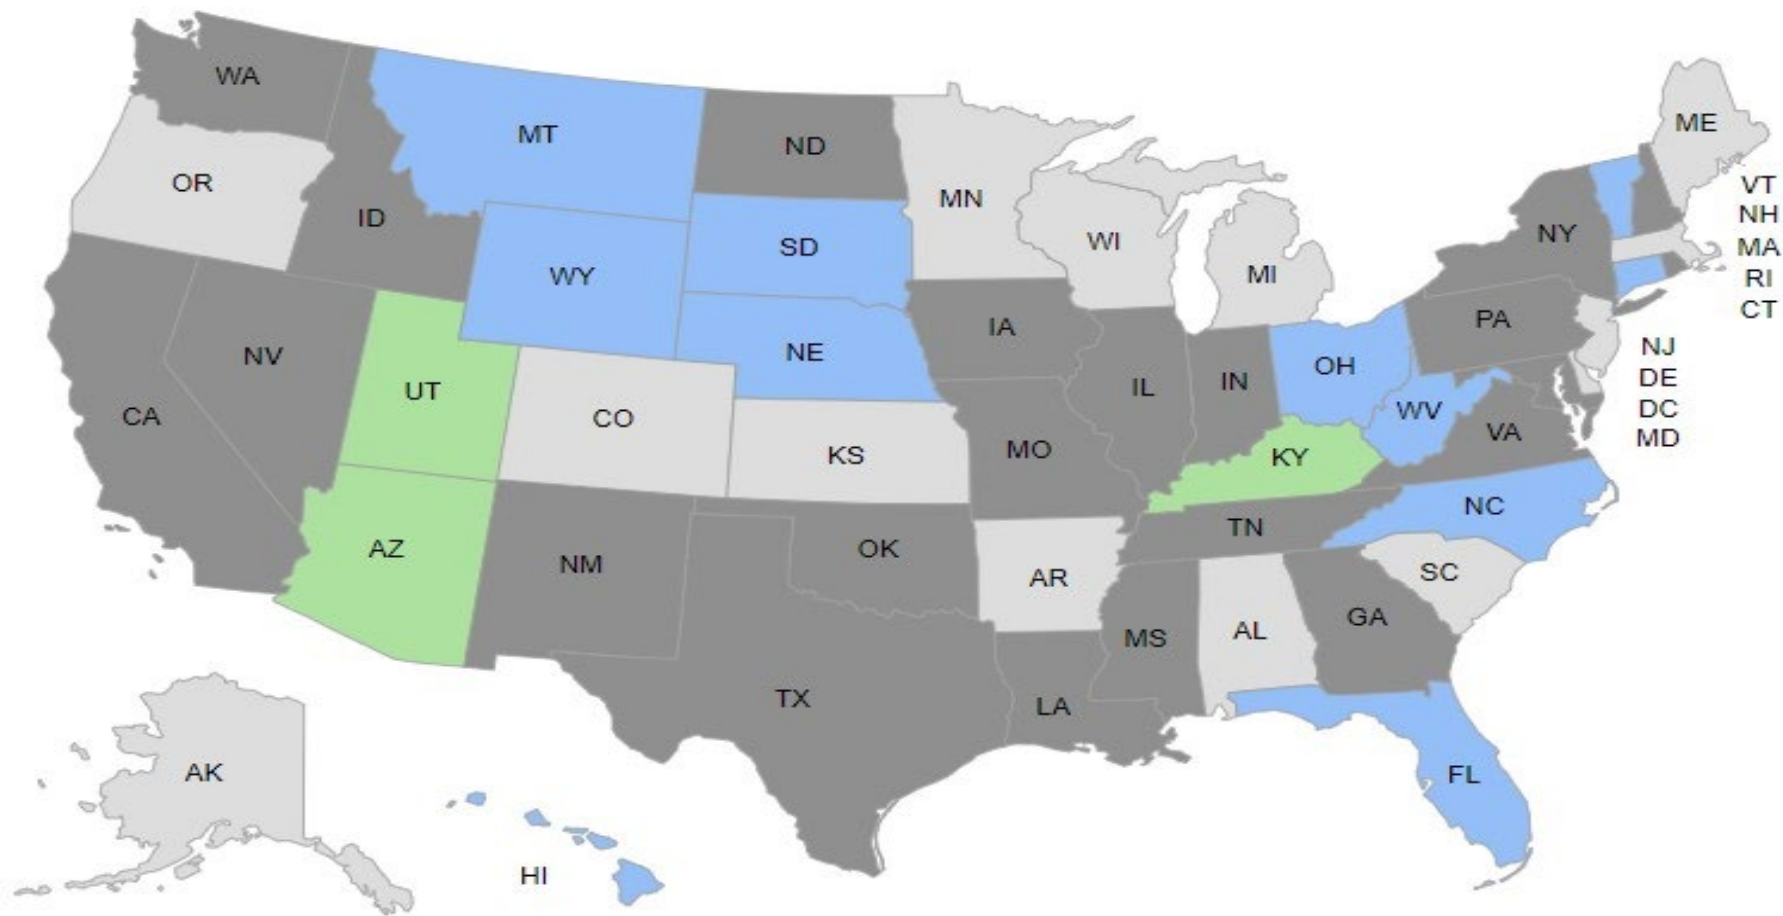 WA
ME
MT
ND
OR
VT
MN
NH
ID
NY
WI
MA
SD
MI
WY
RI
CT
PA
IA
NJ
NE
NV
OH
DE
IN
UT
IL
WV
DC
CA
CO
VA
MD
MO
KS
KY
NC
TN
AZ
OK
NM
SC
AR
GA
AL
MS
TX
LA
AK
FL
HI